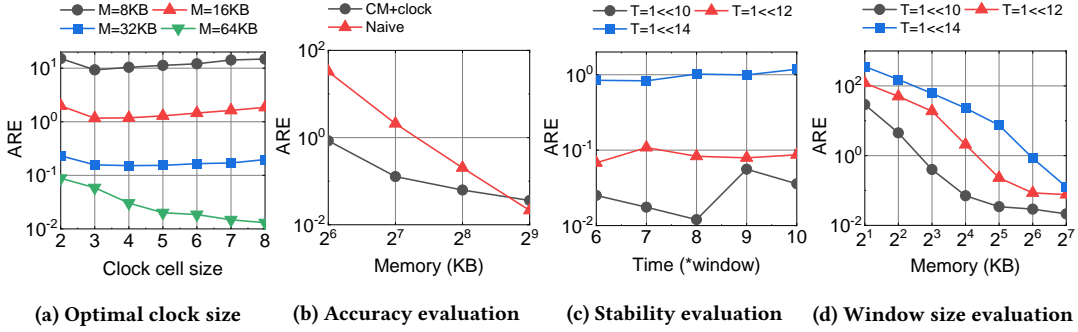 M=8KB M=16KB
M=32KB M=64KB
ARE
10^1
10^0
10^-1
10^-2
2 3 4 5 6 7 8
Clock cell size
(a) Optimal clock size
CM+clock
Naive
ARE
10^2
10^0
10^-2
2^6 2^7 2^8 2^9
Memory (KB)
(b) Accuracy evaluation
T=1<<10 T=1<<12
T=1<<14
ARE
10^0
10^-1
10^-2
6 7 8 9 10
Time (*window)
(c) Stability evaluation
T=1<<10 T=1<<12
T=1<<14
ARE
10^2
10^0
10^-2
2^1 2^2 2^3 2^4 2^5 2^6 2^7
Memory (KB)
(d) Window size evaluation